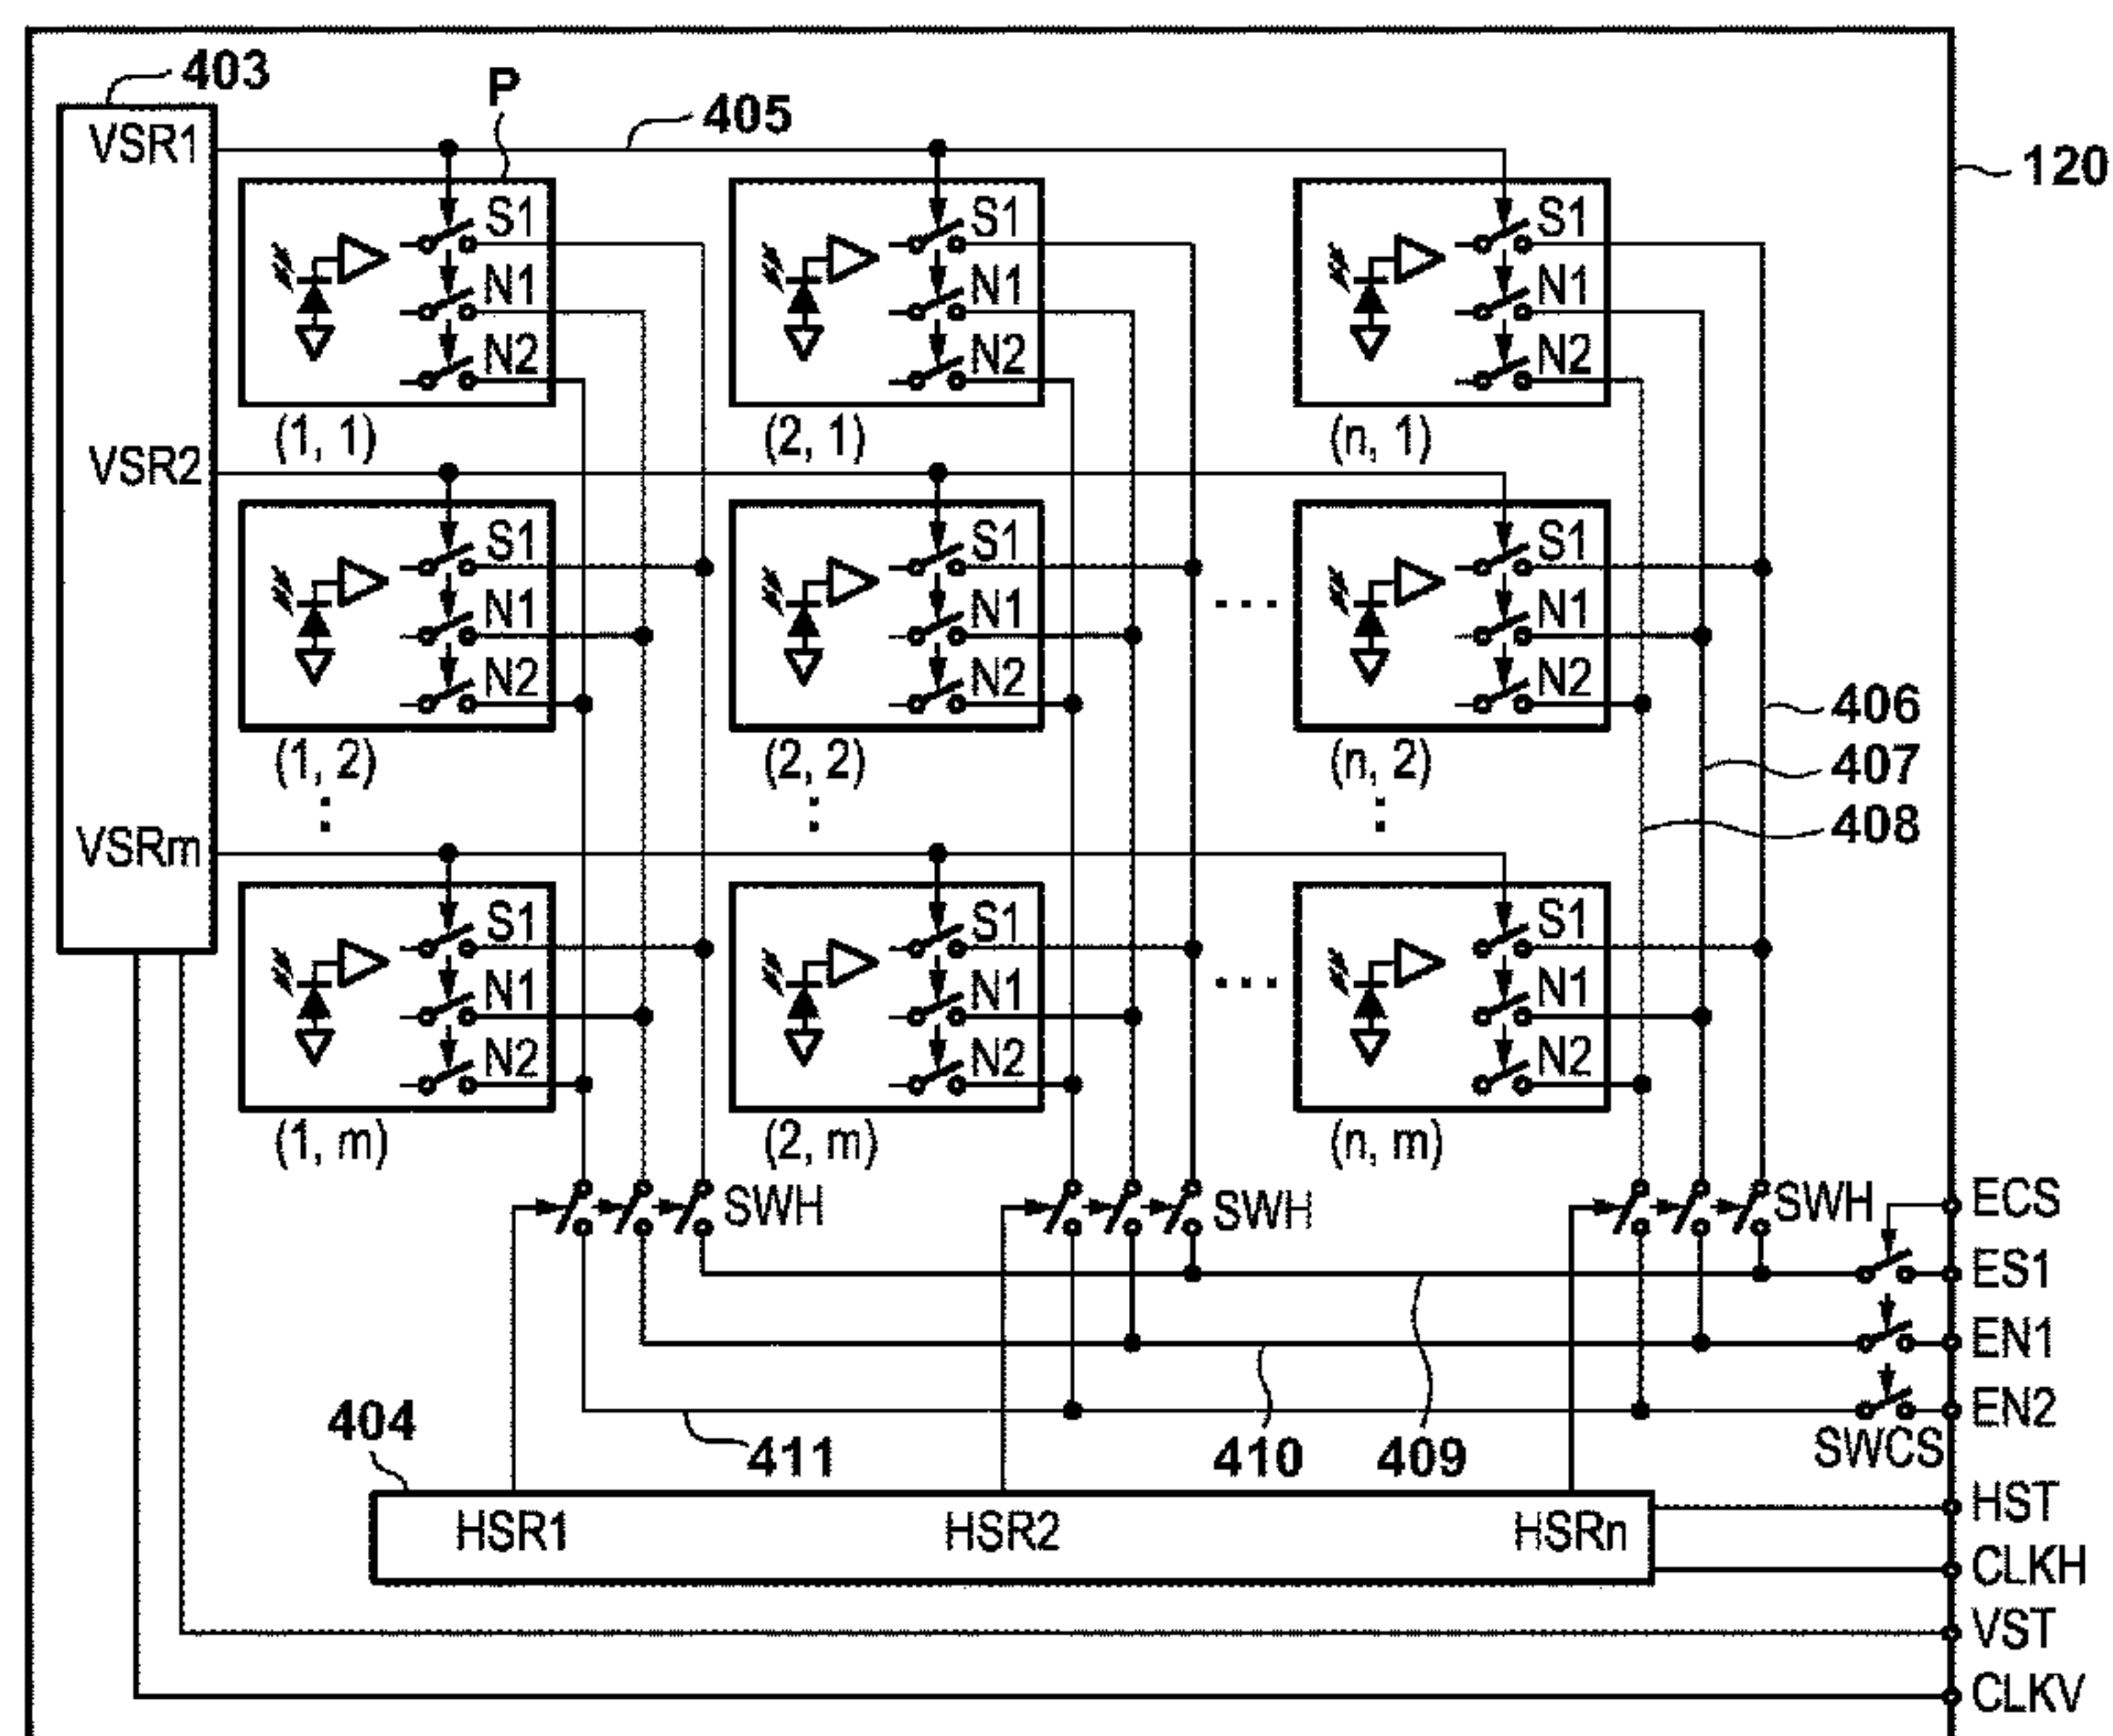 403
P
405
120
VSR1
S1
S1
S1
N1
N1
N1
N2
N2
N2
(1, 1)
(2, 1)
(n, 1)
VSR2
S1
S1
S1
N1
N1
N1
N2
N2
N2
406
(1, 2)
(2, 2)
(n, 2)
407
408
VSRm
S1
S1
S1
N1
N1
N1
N2
N2
N2
(1, m)
(2, m)
(n, m)
SWH
SWH
SWH
ECS
ES1
EN1
EN2
404
411
410
409
SWCS
HSR1
HSR2
HSRn
HST
CLKH
VST
CLKV